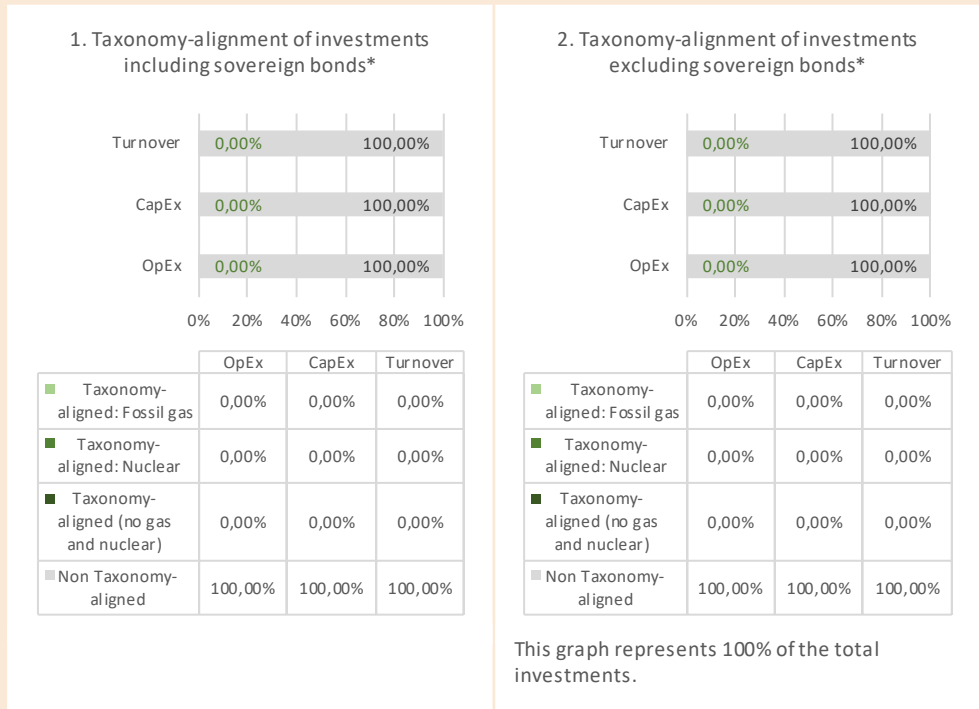 1. Taxonomy-alignment of investments
including sovereign bonds*
Turnover 0,00% 100,00%
CapEx 0,00% 100,00%
OpEx 0,00% 100,00%
0% 20% 40% 60% 80% 100%
OpEx CapEx Turnover
Taxonomy-
aligned: Fossil gas 0,00% 0,00% 0,00%
Taxonomy-
aligned: Nuclear 0,00% 0,00% 0,00%
Taxonomy-
aligned (no gas
and nuclear) 0,00% 0,00% 0,00%
Non Taxonomy-
aligned 100,00% 100,00% 100,00%
2. Taxonomy-alignment of investments
excluding sovereign bonds*
Turnover 0,00% 100,00%
CapEx 0,00% 100,00%
OpEx 0,00% 100,00%
0% 20% 40% 60% 80% 100%
OpEx CapEx Turnover
Taxonomy-
aligned: Fossil gas 0,00% 0,00% 0,00%
Taxonomy-
aligned: Nuclear 0,00% 0,00% 0,00%
Taxonomy-
aligned (no gas
and nuclear) 0,00% 0,00% 0,00%
Non Taxonomy-
aligned 100,00% 100,00% 100,00%
This graph represents 100% of the total
investments.